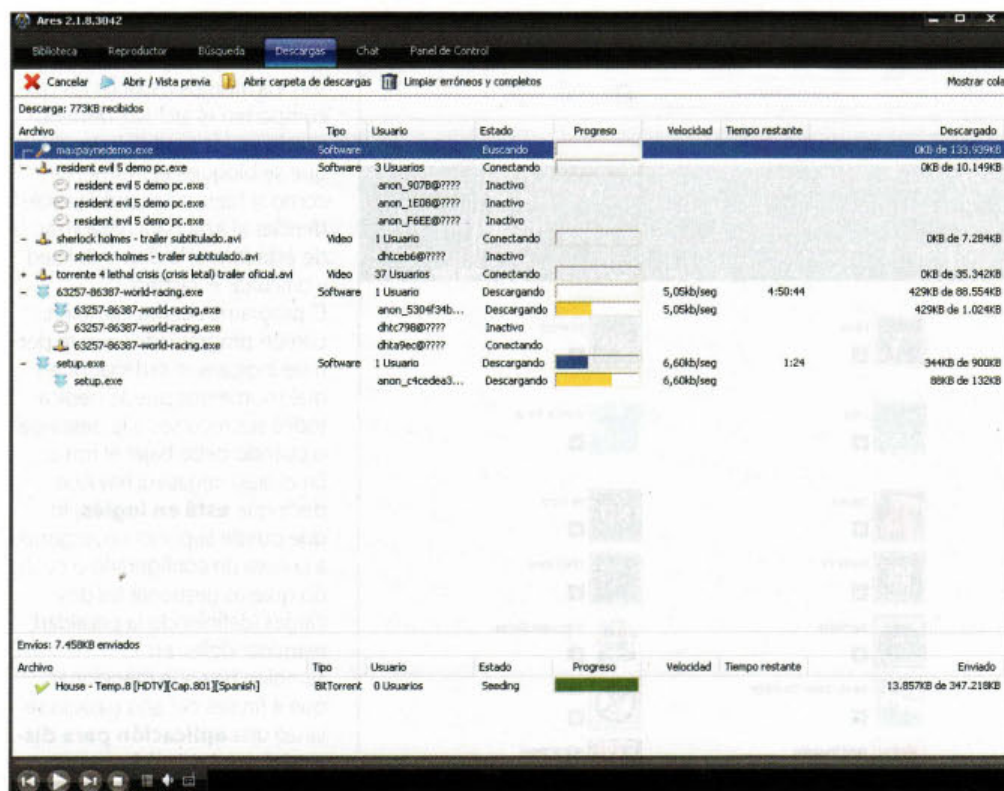 Ares 2.1.8.3042
Biblioteca Reproductor Búsqueda Descargas Chat Panel de Control
Cancelar Abrir / Vista previa Abrir carpeta de descargas Limpiar erróneos y completos Mostrar cola
Descarga: 773KB recibidos
Archivo Tipo Usuario Estado Progreso Velocidad Tiempo restante Descargado
maxpaynedemo.exe Software Buscando 0KB de 133.939KB
resident evil 5 demo pc.exe Software 3 Usuarios Conectando 0KB de 10.149KB
resident evil 5 demo pc.exe anon_907B@???? Inactivo
resident evil 5 demo pc.exe anon_1E08@???? Inactivo
resident evil 5 demo pc.exe anon_F6EE@???? Inactivo
sherlock holmes - trailer subtitulado.avi Video 1 Usuario Conectando 0KB de 7.284KB
sherlock holmes - trailer subtitulado.avi dhtceb6@???? Inactivo
torrente 4 lethal crisis (crisis letal) trailer oficial.avi Video 37 Usuarios Conectando 0KB de 35.342KB
63257-86387-world-racing.exe Software 1 Usuario Descargando 5,05kb/seg 4:50:44 429KB de 88.554KB
63257-86387-world-racing.exe anon_5304f34b... Descargando 5,05kb/seg 429KB de 1.024KB
63257-86387-world-racing.exe dhtc798@???? Inactivo
63257-86387-world-racing.exe dhta9ec@???? Conectando
setup.exe Software 1 Usuario Descargando 6,60kb/seg 1:24 344KB de 900KB
setup.exe anon_c4cedea3... Descargando 6,60kb/seg 88KB de 132KB
Envíos: 7.458KB enviados
Archivo Tipo Usuario Estado Progreso Velocidad Tiempo restante Enviado
House - Temp.8 [HDTV][Cap.801][Spanish] BitTorrent 0 Usuarios Seeding 13.857KB de 347.218KB